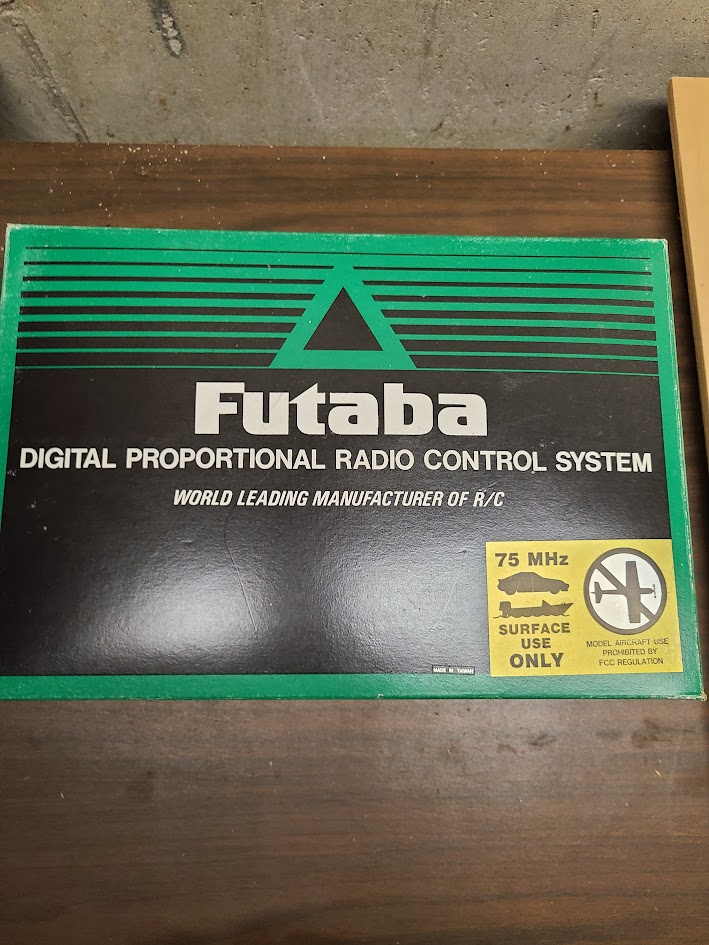 Futaba
DIGITAL PROPORTIONAL RADIO CONTROL SYSTEM
WORLD LEADING MANUFACTURER OF R/C
75 MHz
SURFACE
USE
ONLY
MODEL AIRCRAFT USE
PROHIBITED BY
FCC REGULATION
MADE IN TAIWAN